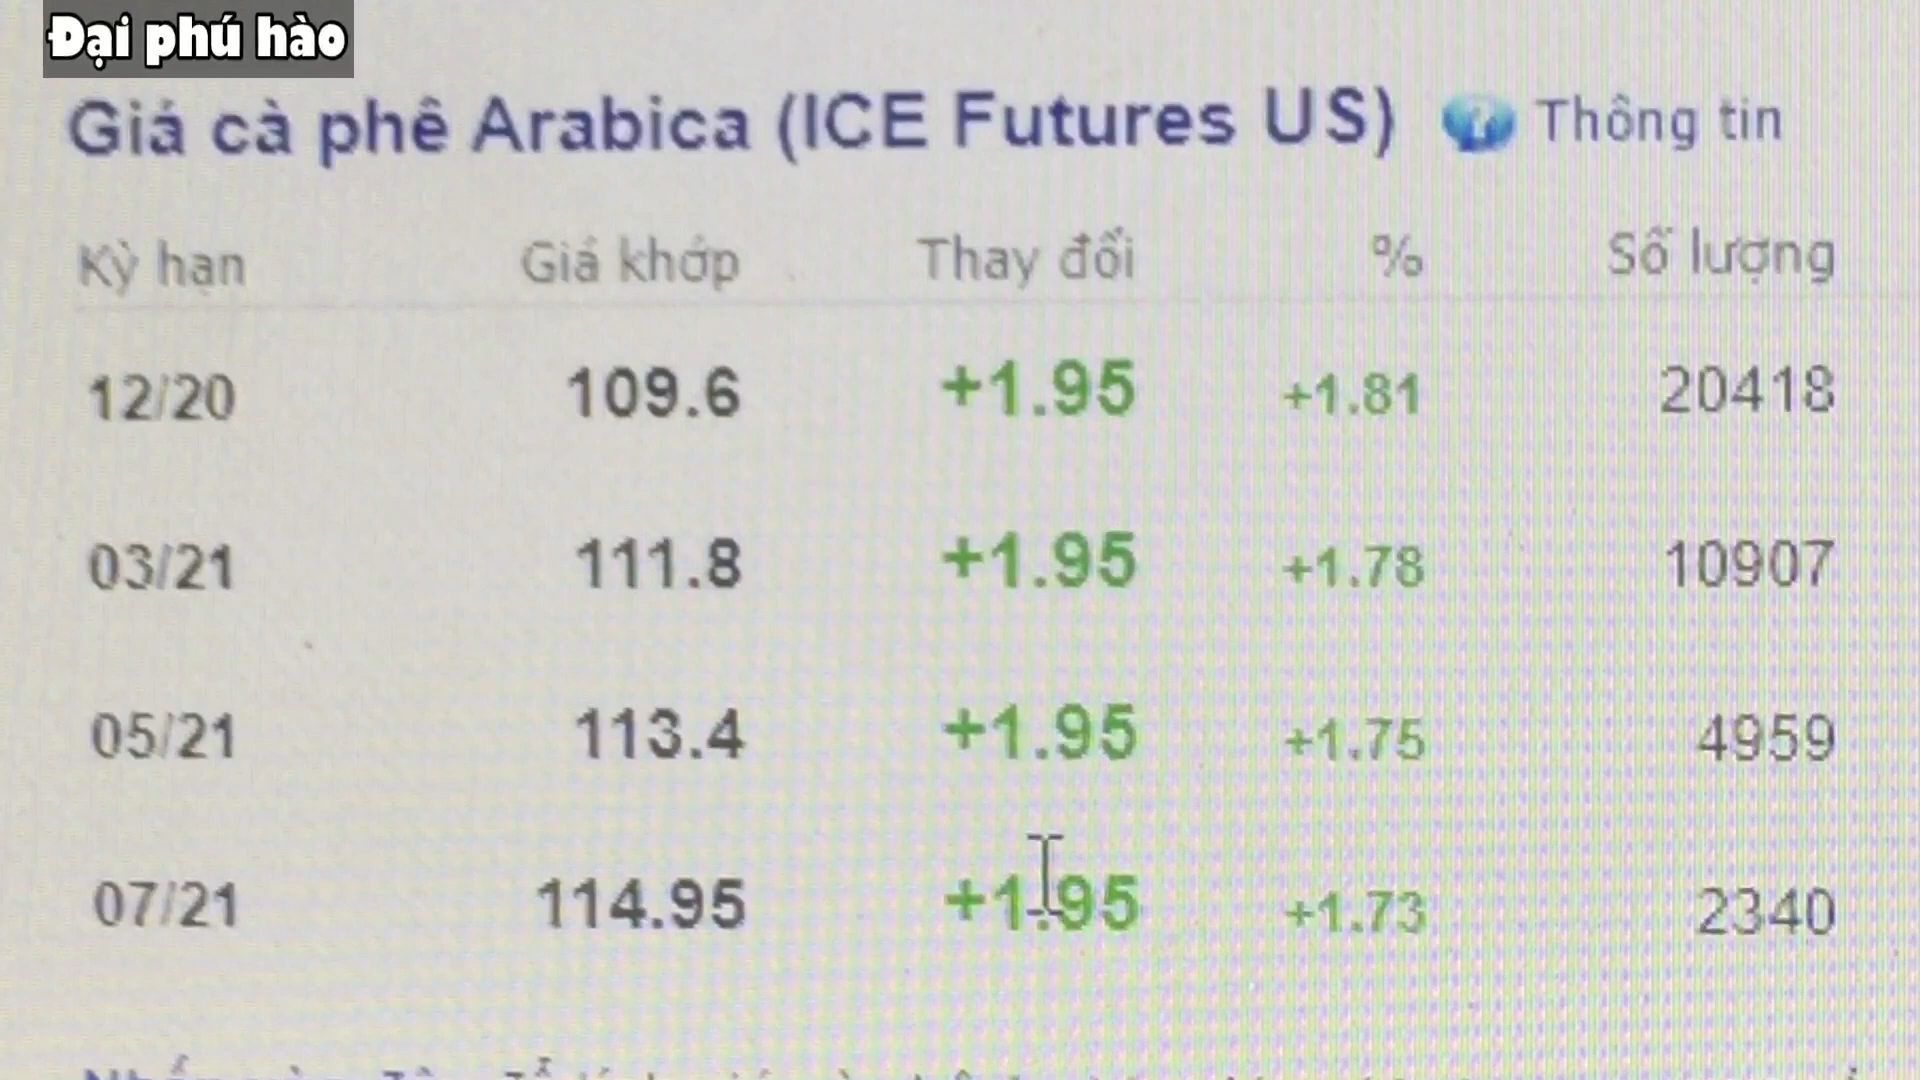 Đại phú hào
Giá cà phê Arabica (ICE Futures US) Thông tin
Kỳ hạn Giá khớp Thay đổi % Số lượng
12/20 109.6 +1.95 +1.81 20418
03/21 111.8 +1.95 +1.78 10907
05/21 113.4 +1.95 +1.75 4959
07/21 114.95 +1.95 +1.73 2340